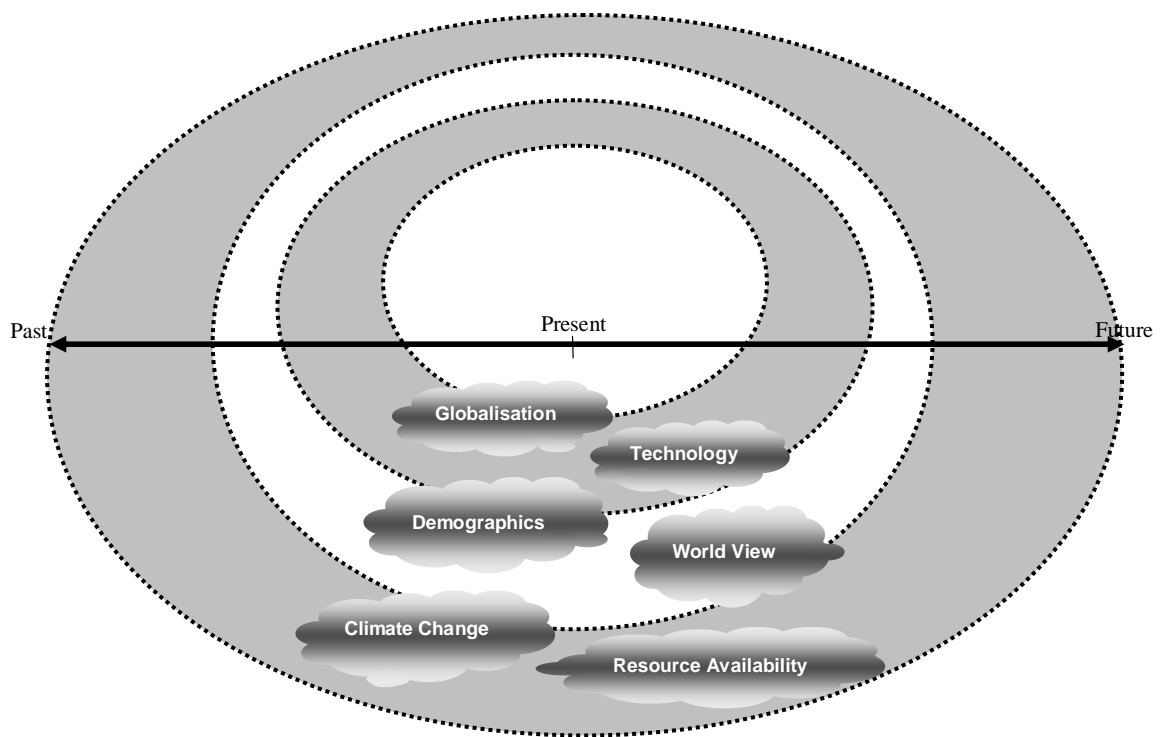 Past
Present
Future
Globalisation
Technology
Demographics
World View
Climate Change
Resource Availability